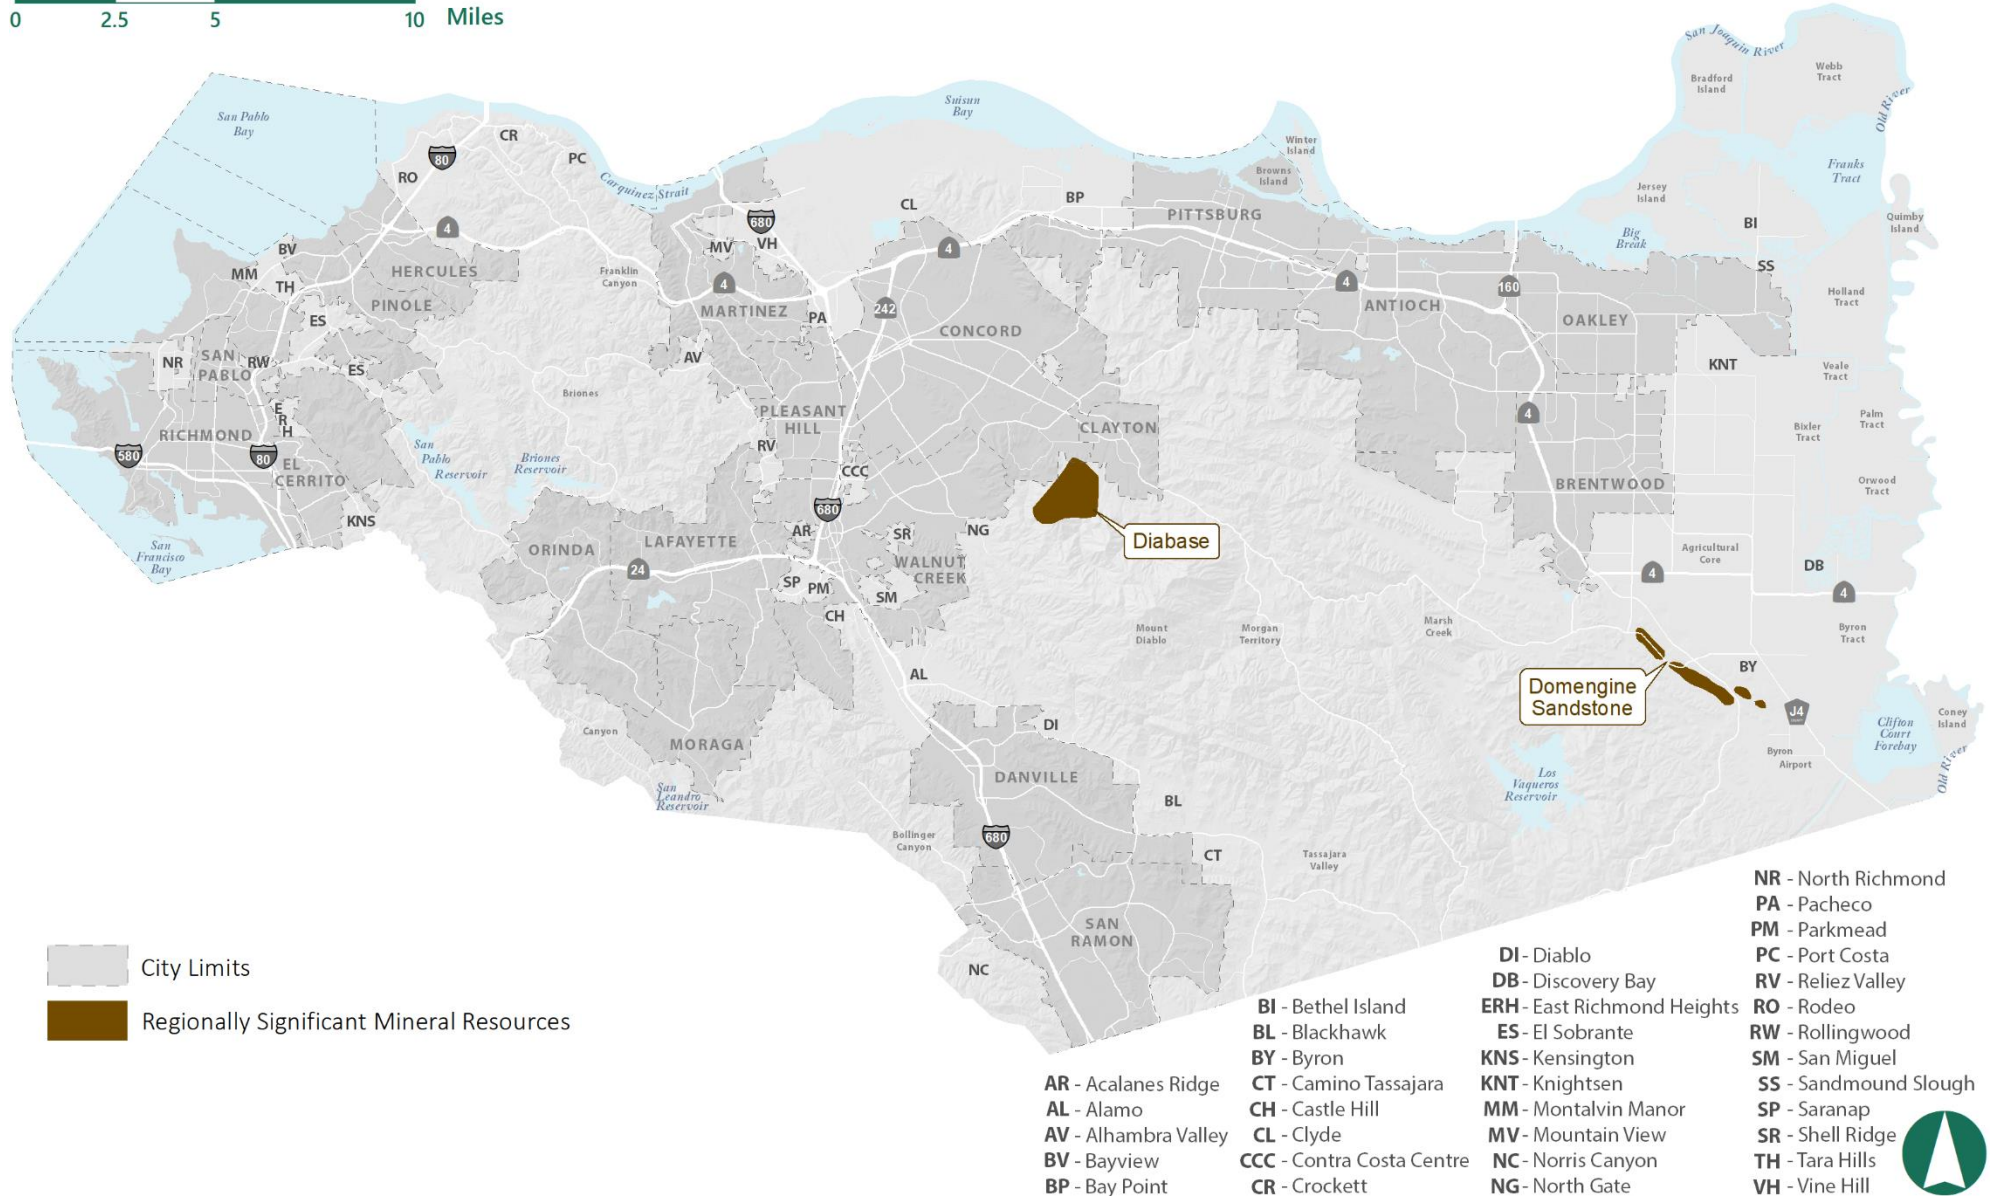 0 2.5 5 10 Miles
San Pablo
Bay
Suisun
Bay
San Joaquin River
Bradford
Island
Webb
Tract
Old River
CR
80
PC
RO
Carquinez Strait
Winter
Island
Browns
Island
Franks
Tract
Jersey
Island
Quimby
Island
BP
CL
PITTSBURG
680
4
MV
VH
4
BI
Big
Break
BV
MM
TH
HERCULES
PINOLE
Franklin
Canyon
4
MARTINEZ
SS
4
ANTIOCH
160
OAKLEY
Holland
Tract
ES
PA
242
CONCORD
NR
SAN
PABLO
RW
ES
AV
KNT
Veale
Tract
Briones
E
R
H
RICHMOND
PLEASANT
HILL
CLAYTON
4
Palm
Tract
Bixler
Tract
580
80
EL
CERRITO
San
Pablo
Reservoir
Briones
Reservoir
RV
CCC
BRENTWOOD
Orwood
Tract
KNS
680
Diabase
San
Francisco
Bay
ORINDA
LAFAYETTE
24
AR
SR
NG
WALNUT
CREEK
Agricultural
Core
4
DB
4
SP
PM
SM
CH
Mount
Diablo
Morgan
Territory
Marsh
Creek
Byron
Tract
AL
Domengine
Sandstone
BY
J4
Clifton
Court
Forebay
Coney
Island
Old River
Canyon
MORAGA
DI
Byron
Airport
DANVILLE
San
Leandro
Reservoir
Los
Vaqueros
Reservoir
BL
Bollinger
Canyon
680
CT
Tassajara
Valley
SAN
RAMON
NC
City Limits
Regionally Significant Mineral Resources
AR - Acalanes Ridge
AL - Alamo
AV - Alhambra Valley
BV - Bayview
BP - Bay Point
BI - Bethel Island
BL - Blackhawk
BY - Byron
CT - Camino Tassajara
CH - Castle Hill
CL - Clyde
CCC - Contra Costa Centre
CR - Crockett
DI - Diablo
DB - Discovery Bay
ERH - East Richmond Heights
ES - El Sobrante
KNS - Kensington
KNT - Knightsen
MM - Montalvin Manor
MV - Mountain View
NC - Norris Canyon
NG - North Gate
NR - North Richmond
PA - Pacheco
PM - Parkmead
PC - Port Costa
RV - Reliez Valley
RO - Rodeo
RW - Rollingwood
SM - San Miguel
SS - Sandmound Slough
SP - Saranap
SR - Shell Ridge
TH - Tara Hills
VH - Vine Hill